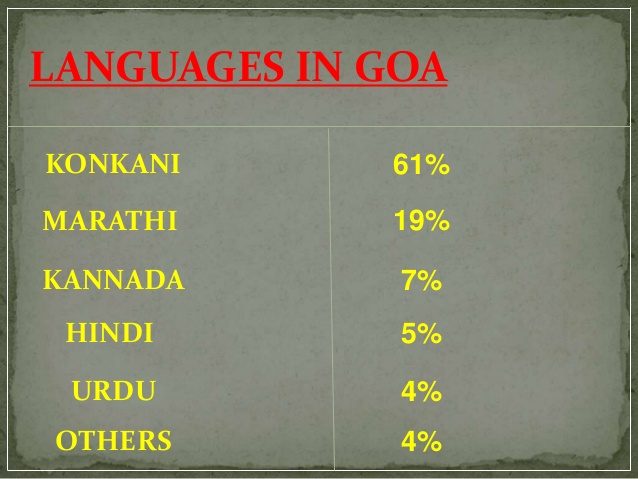 LANGUAGES IN GOA
KONKANI 61%
MARATHI 19%
KANNADA 7%
HINDI 5%
URDU 4%
OTHERS 4%